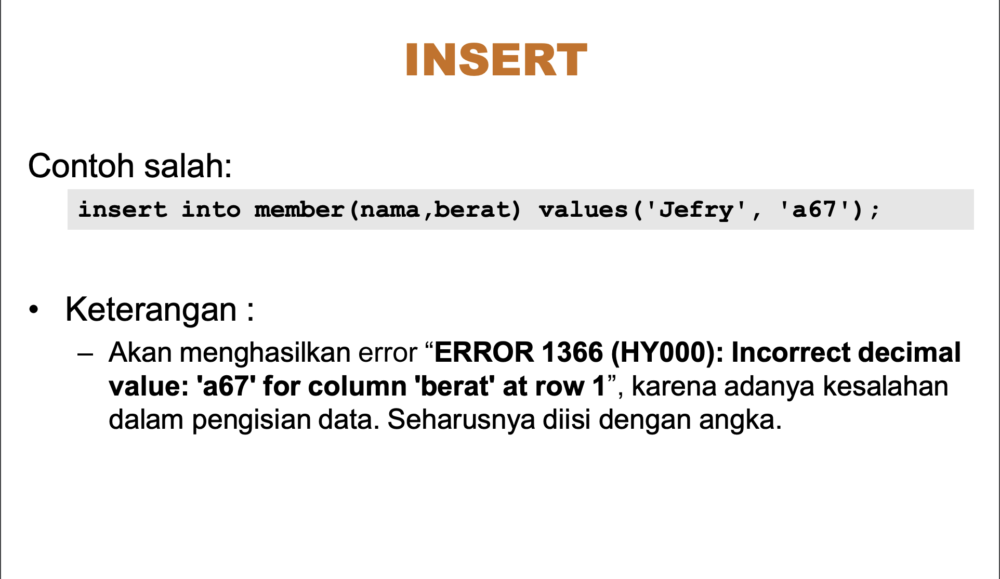 INSERT
Contoh salah:
insert into member(nama,berat) values('Jefry', 'a67');
• Keterangan :
– Akan menghasilkan error “ERROR 1366 (HY000): Incorrect decimal
value: 'a67' for column 'berat' at row 1”, karena adanya kesalahan
dalam pengisian data. Seharusnya diisi dengan angka.